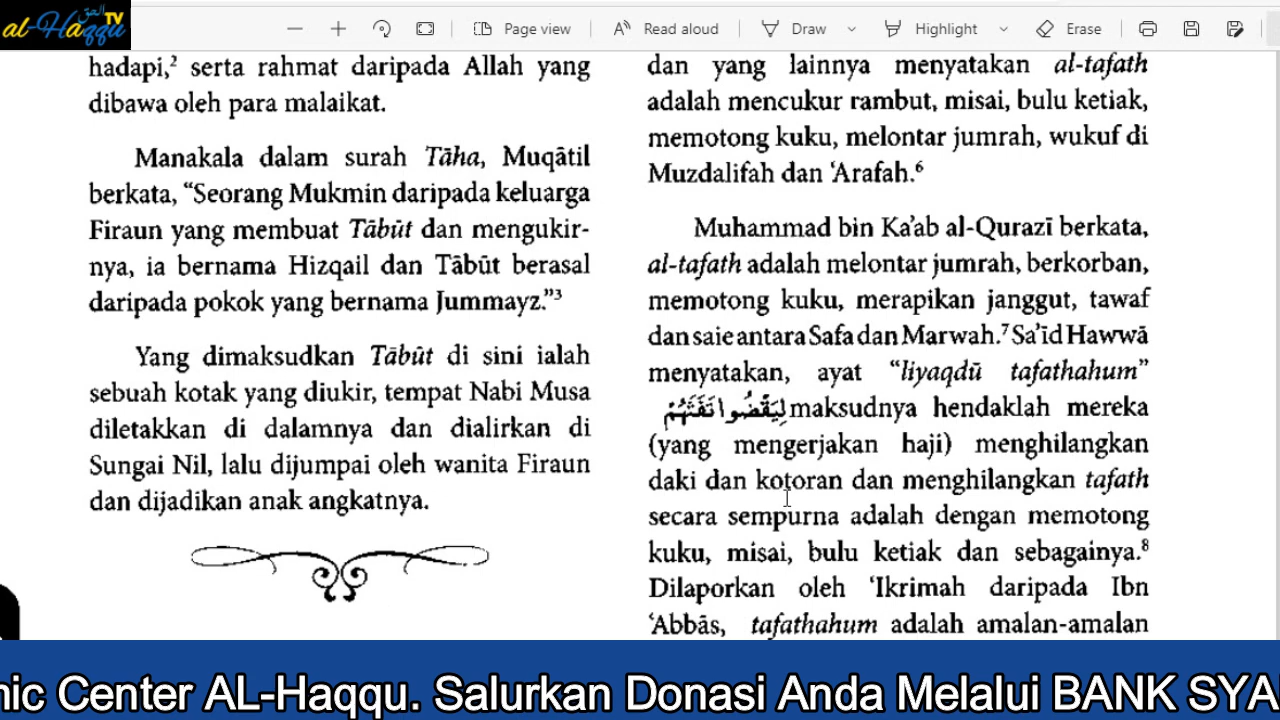 الحق
al-Haqqu TV
Page view
Read aloud
Draw
Highlight
Erase
hadapi,² serta rahmat daripada Allah yang
dibawa oleh para malaikat.
Manakala dalam surah Tāha, Muqātil
berkata, “Seorang Mukmin daripada keluarga
Firaun yang membuat Tābūt dan mengukir-
nya, ia bernama Hizqail dan Tābūt berasal
daripada pokok yang bernama Jummayz.”³
Yang dimaksudkan Tābūt di sini ialah
sebuah kotak yang diukir, tempat Nabi Musa
diletakkan di dalamnya dan dialirkan di
Sungai Nil, lalu dijumpai oleh wanita Firaun
dan dijadikan anak angkatnya.
dan yang lainnya menyatakan al-tafath
adalah mencukur rambut, misai, bulu ketiak,
memotong kuku, melontar jumrah, wukuf di
Muzdalifah dan ‘Arafah.⁶
Muhammad bin Ka’ab al-Qurazī berkata,
al-tafath adalah melontar jumrah, berkorban,
memotong kuku, merapikan janggut, tawaf
dan saie antara Safa dan Marwah.⁷ Sa’īd Hawwā
menyatakan, ayat “liyaqdū tafathahum”
لِيَقْضُوا تَفَثَهُمْ maksudnya hendaklah mereka
(yang mengerjakan haji) menghilangkan
daki dan kotoran dan menghilangkan tafath
secara sempurna adalah dengan memotong
kuku, misai, bulu ketiak dan sebagainya.⁸
Dilaporkan oleh ‘Ikrimah daripada Ibn
‘Abbās, tafathahum adalah amalan-amalan
nic Center AL-Haqqu. Salurkan Donasi Anda Melalui BANK SYA